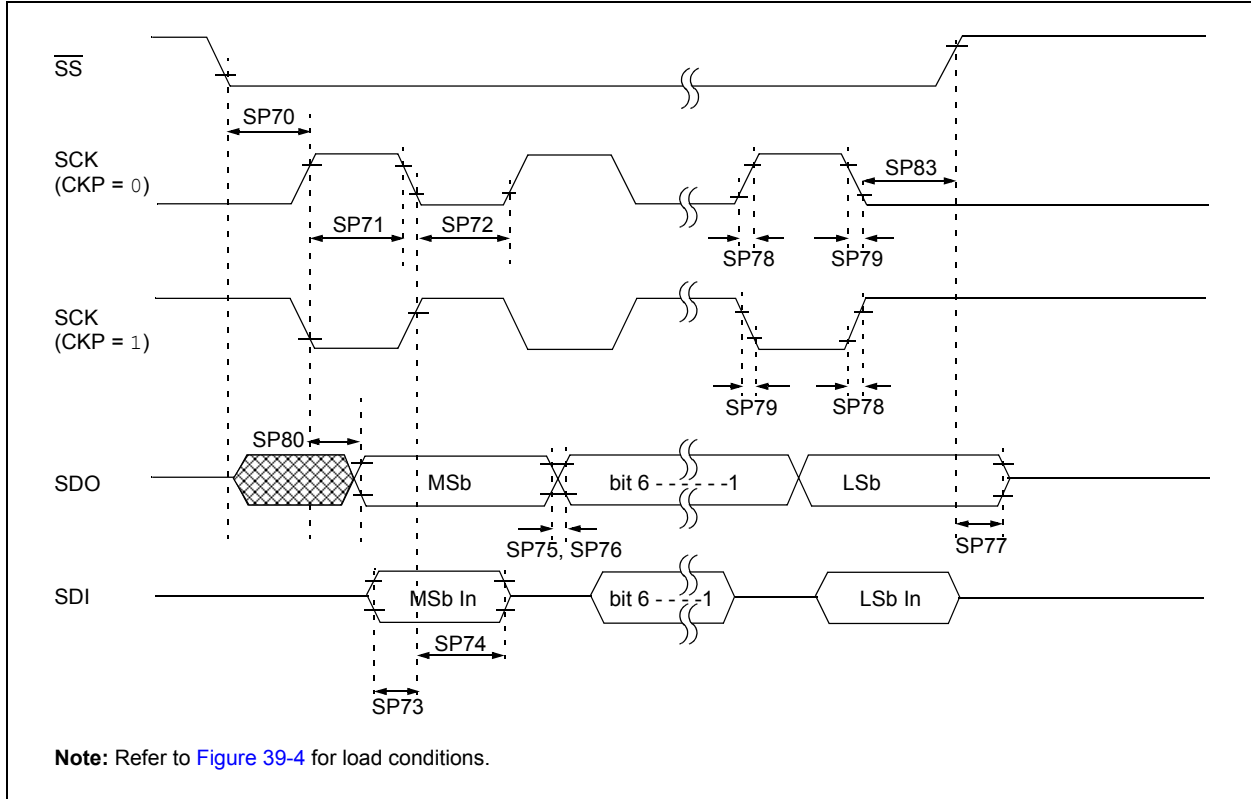 SS
SP70
SCK
(CKP = 0)
SP83
SP71
SP72
SP78
SP79
SCK
(CKP = 1)
SP79
SP78
SP80
SDO
MSb
bit 6 - - - - - - -1
LSb
SP75, SP76
SP77
SDI
MSb In
bit 6 - - - -1
LSb In
SP74
SP73
Note: Refer to Figure 39-4 for load conditions.